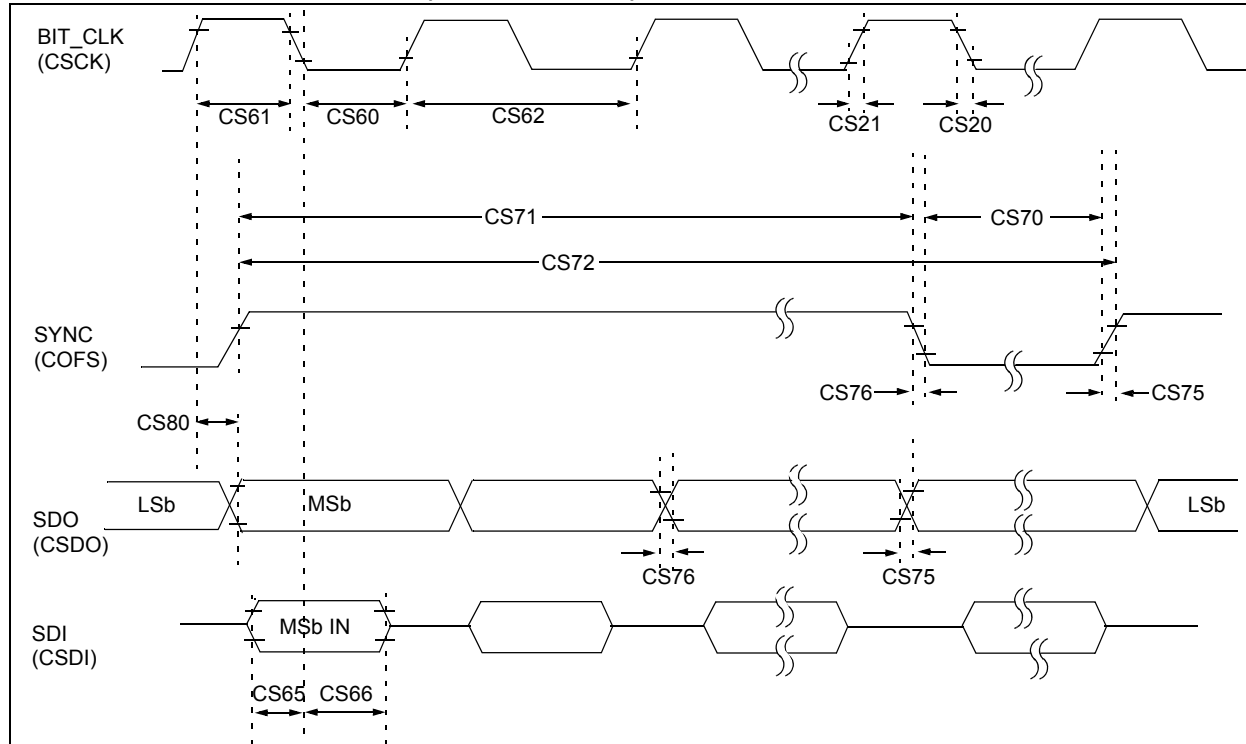 BIT_CLK
(CSCK)
CS61
CS60
CS62
CS21
CS20
CS71
CS70
CS72
SYNC
(COFS)
CS76
CS75
CS80
LSb
MSb
LSb
SDO
(CSDO)
CS76
CS75
MSb IN
SDI
(CSDI)
CS65
CS66